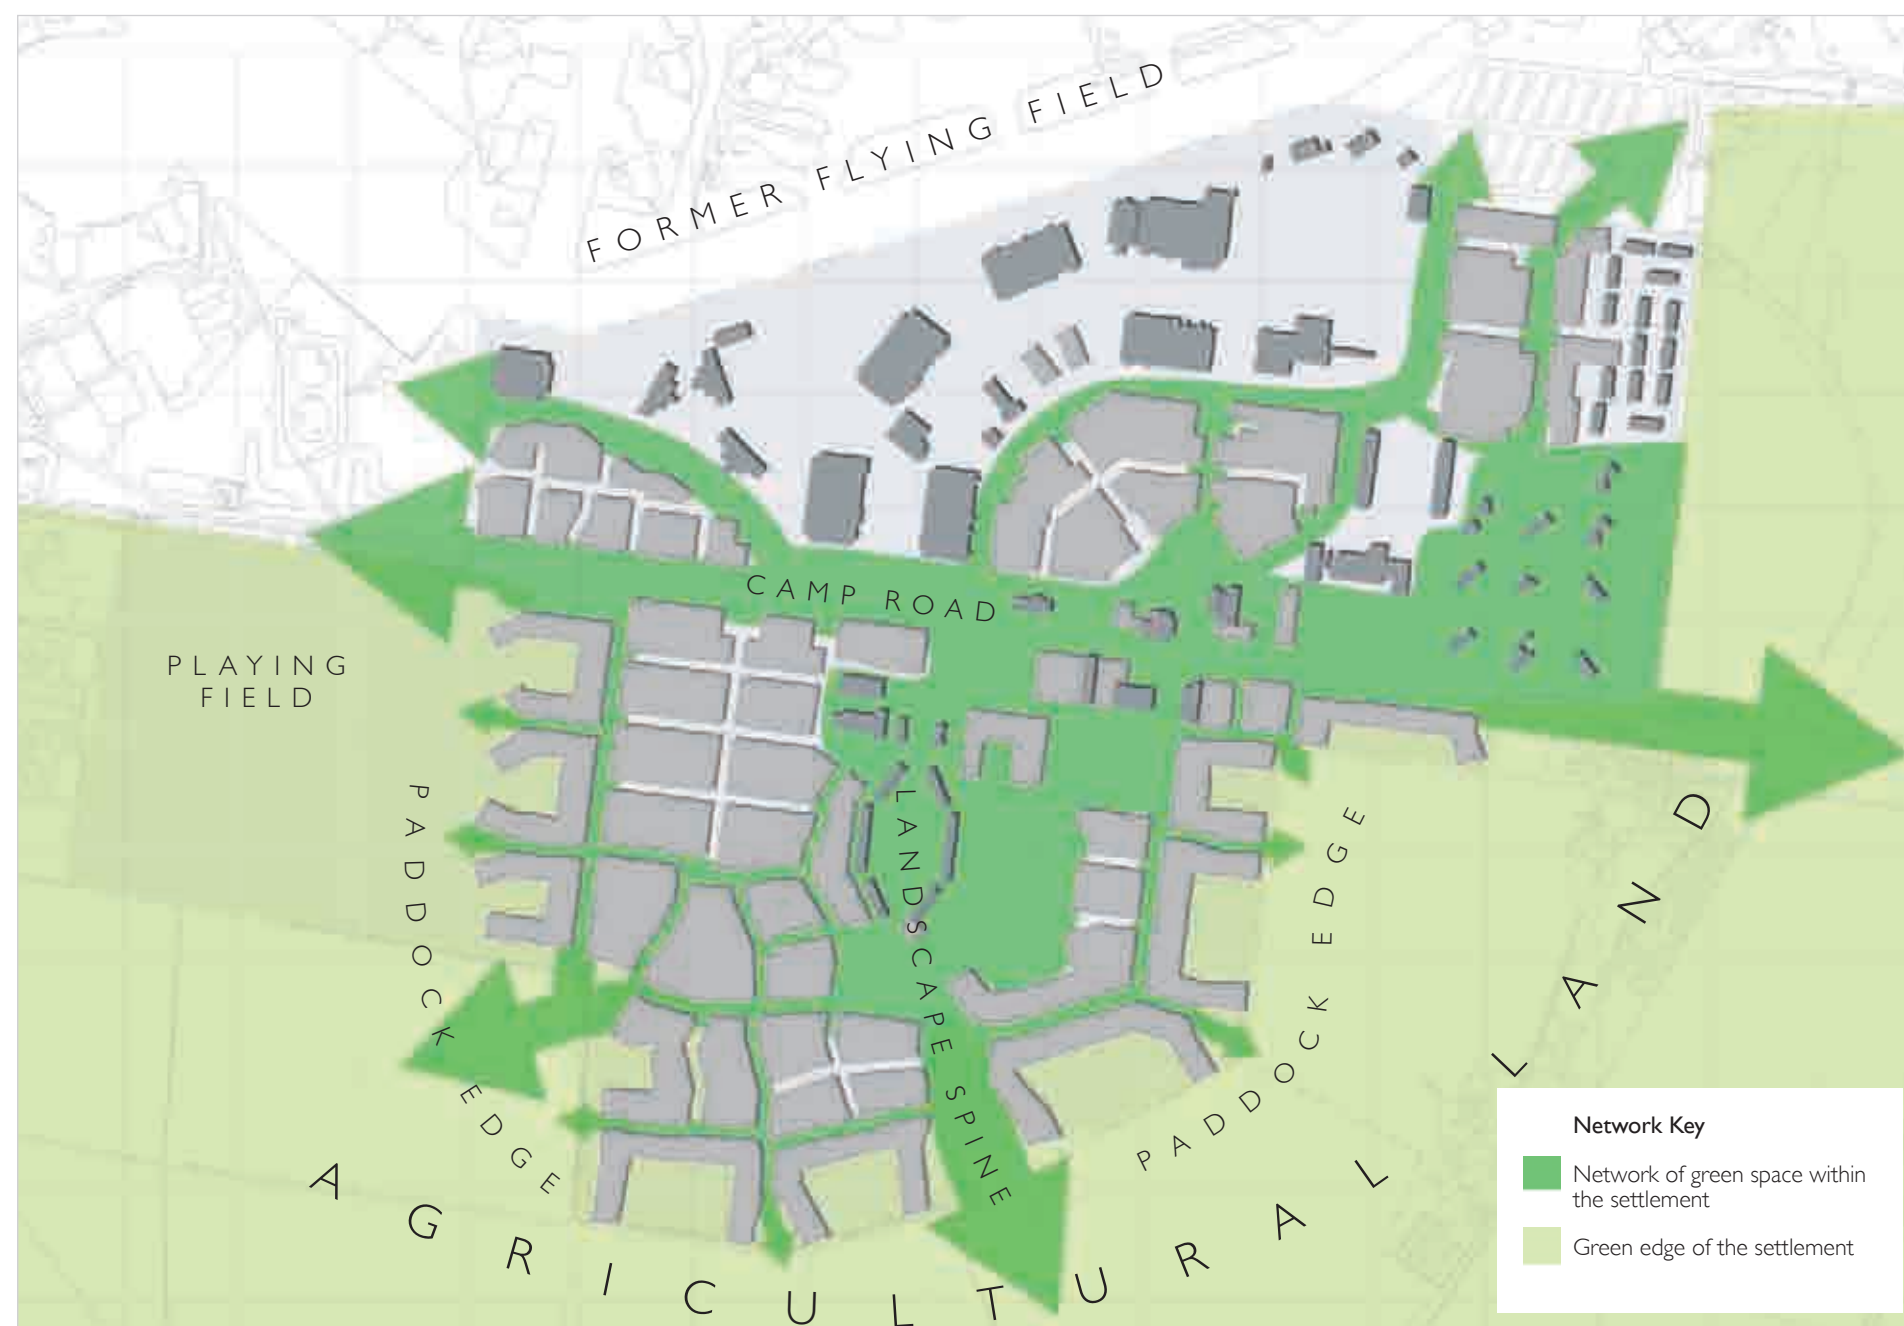 FORMER FLYING FIELD
CAMP ROAD
PLAYING
FIELD
PADDOCK EDGE
LANDSCAPE SPINE
PADDOCK EDGE
AGRICULTURAL LAND
Network Key
Network of green space within
the settlement
Green edge of the settlement